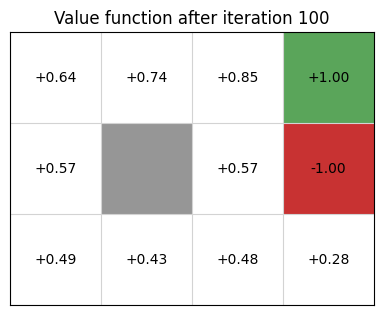 Value function after iteration 100
+0.64 +0.74 +0.85 +1.00
+0.57 +0.57 -1.00
+0.49 +0.43 +0.48 +0.28